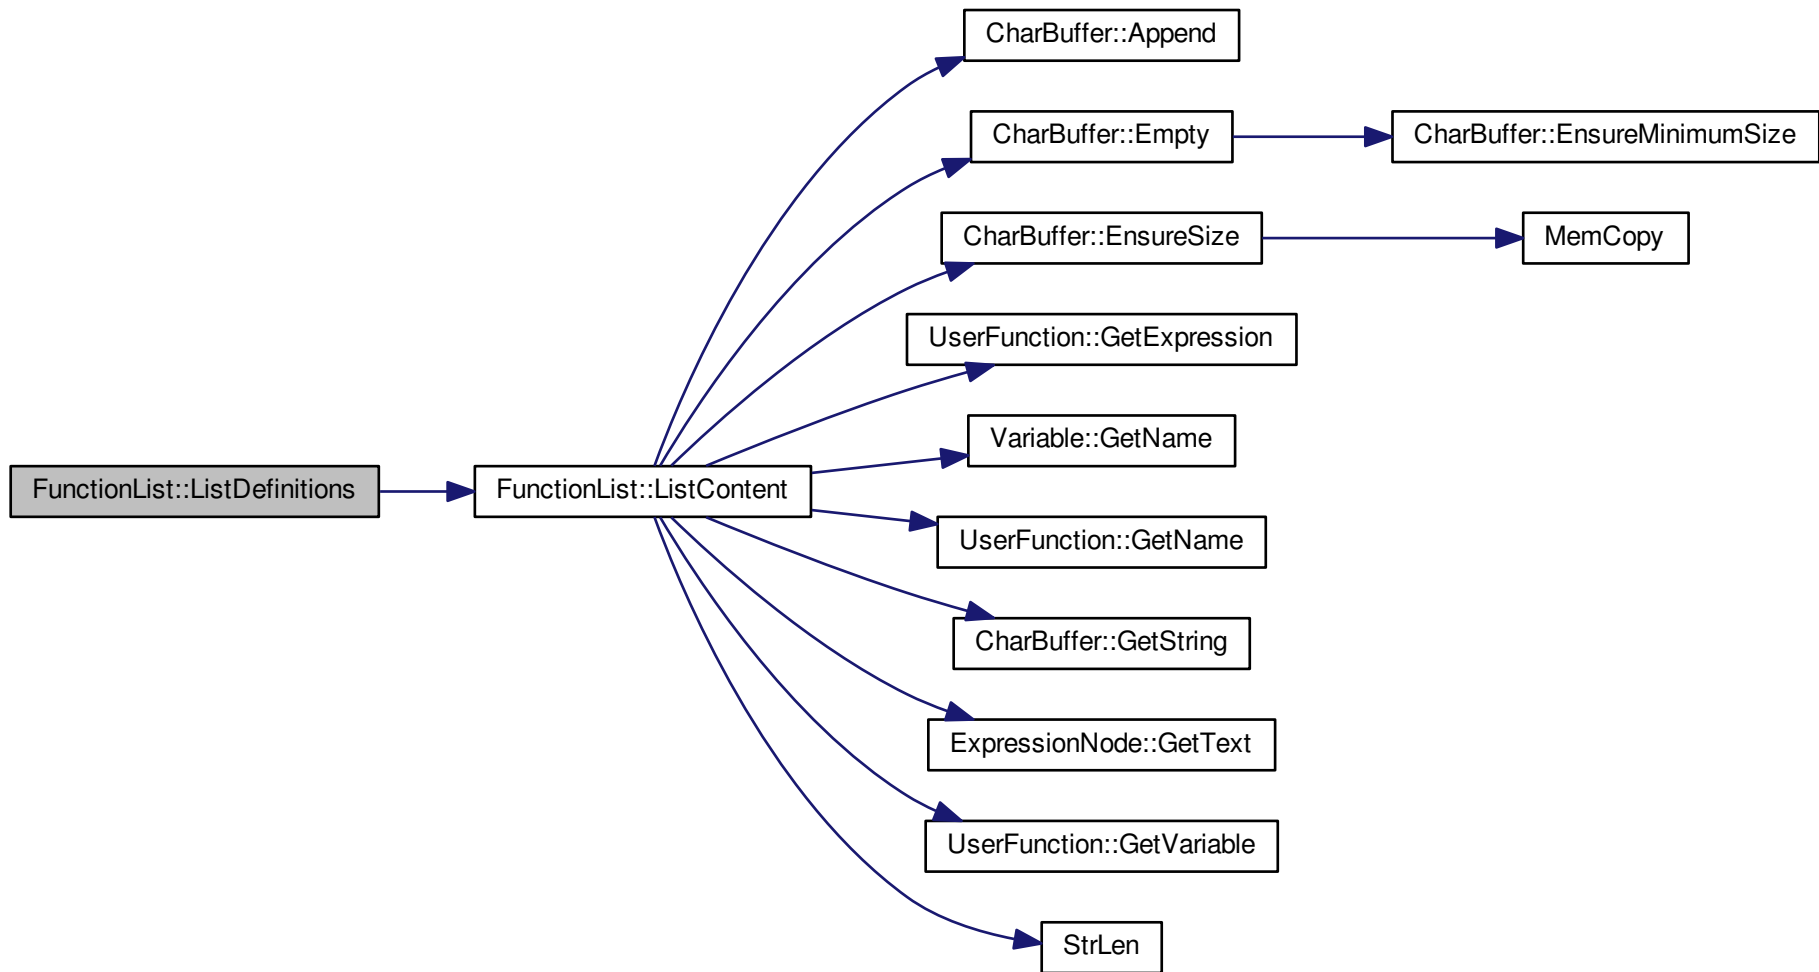 CharBuffer::Append
CharBuffer::Empty
CharBuffer::EnsureMinimumSize
CharBuffer::EnsureSize
MemCopy
UserFunction::GetExpression
Variable::GetName
FunctionList::ListDefinitions
FunctionList::ListContent
UserFunction::GetName
CharBuffer::GetString
ExpressionNode::GetText
UserFunction::GetVariable
StrLen